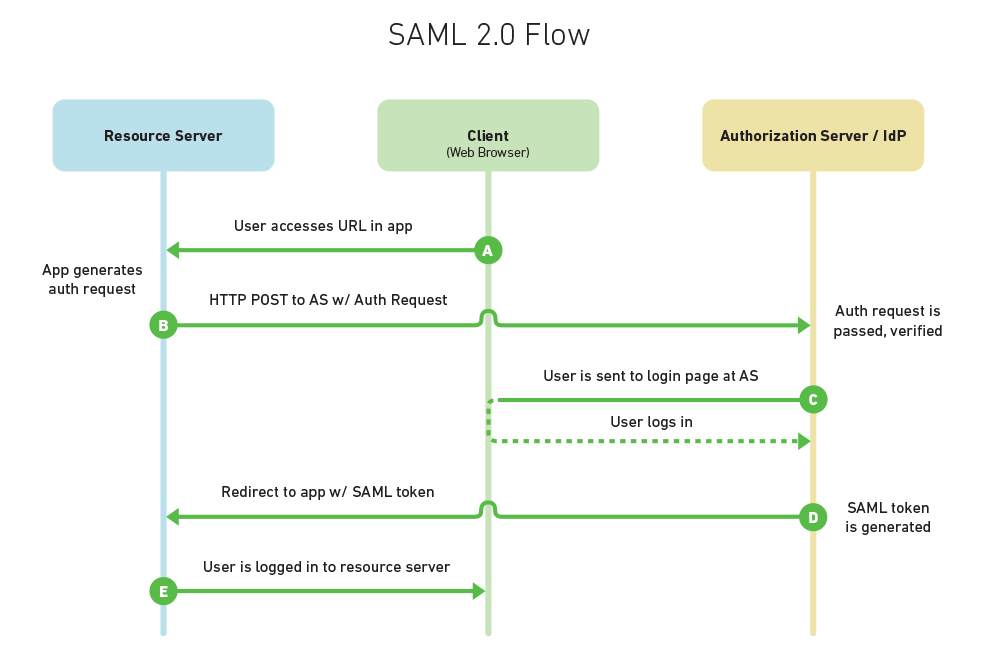 SAML 2.0 Flow
Resource Server
Client
(Web Browser)
Authorization Server / IdP
User accesses URL in app
A
App generates
auth request
HTTP POST to AS w/ Auth Request
B
Auth request is
passed, verified
User is sent to login page at AS
C
User logs in
Redirect to app w/ SAML token
D
SAML token
is generated
User is logged in to resource server
E